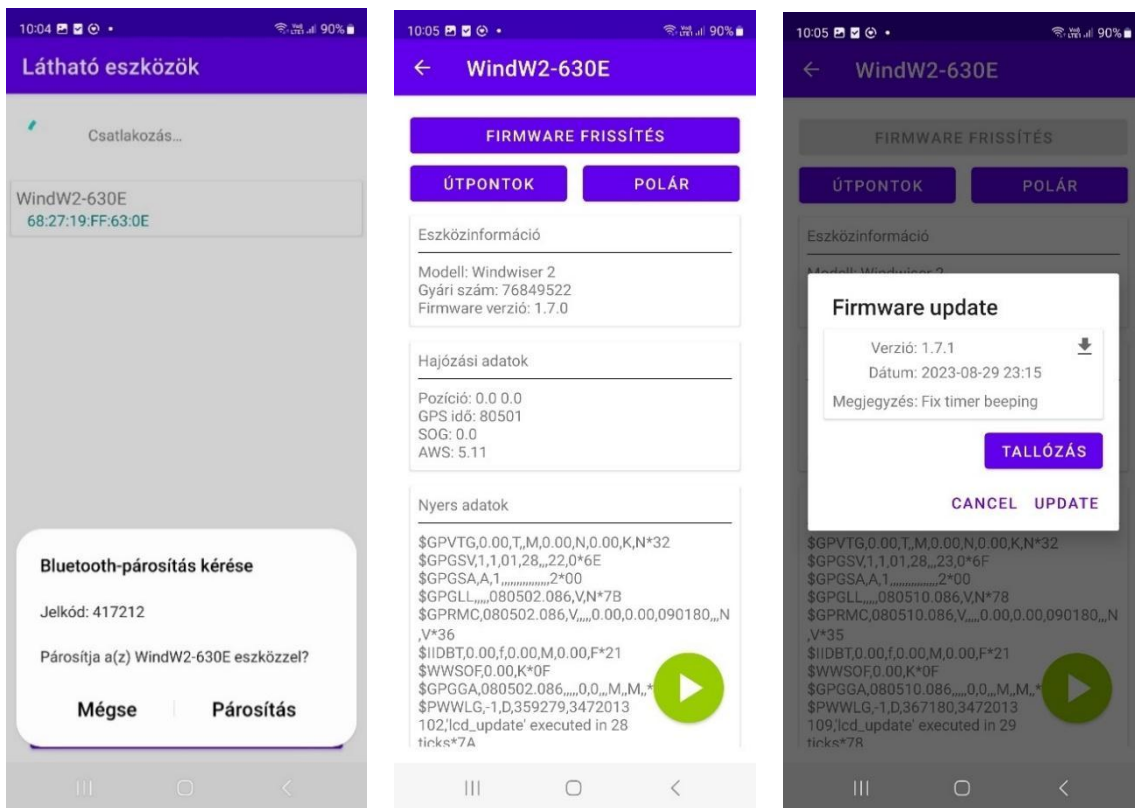 10:04
90%
Látható eszközök
Csatlakozás...
WindW2-630E
68:27:19:FF:63:0E
Bluetooth-párosítás kérése
Jelkód: 417212
Párosítja a(z) WindW2-630E eszközzel?
Mégse Párosítás
10:05
90%
WindW2-630E
FIRMWARE FRISSÍTÉS
ÚTPONTOK POLÁR
Eszközinformáció
Modell: Windwiser 2
Gyári szám: 76849522
Firmware verzió: 1.7.0
Hajózási adatok
Pozíció: 0.0 0.0
GPS idő: 80501
SOG: 0.0
AWS: 5.11
Nyers adatok
$GPVTG,0.00,T,,M,0.00,N,0.00,K,N*32
$GPGSV,1,1,01,28,,,22,0*6E
$GPGSA,A,1,,,,,,,,,,,,,,,2*00
$GPGLL,,,,,080502.086,V,N*7B
$GPRMC,080502.086,V,,,,,0.00,0.00,090180,,,N
,V*36
$IIDBT,0.00,f,0.00,M,0.00,F*21
$WWSOF,0.00,K*0F
$GPGGA,080502.086,,,,,0,0,,,M,,M,,*
$PWWLG,-1,D,359279,3472013
102,'lcd_update' executed in 28
ticks*7A
10:05
90%
WindW2-630E
FIRMWARE FRISSÍTÉS
ÚTPONTOK POLÁR
Eszközinformáció
Modell: Windwiser 2
Firmware update
Verzió: 1.7.1
Dátum: 2023-08-29 23:15
Megjegyzés: Fix timer beeping
TALLÓZÁS
CANCEL UPDATE
$GPVTG,0.00,T,,M,0.00,N,0.00,K,N*32
$GPGSV,1,1,01,28,,,23,0*6F
$GPGSA,A,1,,,,,,,,,,,,,,,2*00
$GPGLL,,,,,080510.086,V,N*78
$GPRMC,080510.086,V,,,,,0.00,0.00,090180,,,N
,V*35
$IIDBT,0.00,f,0.00,M,0.00,F*21
$WWSOF,0.00,K*0F
$GPGGA,080510.086,,,,,0,0,,,M,,M,,*
$PWWLG,-1,D,367180,3472013
109,'lcd_update' executed in 29
ticks*78